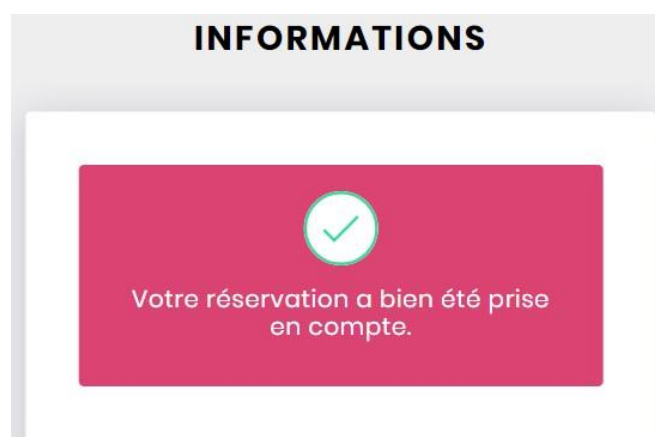 INFORMATIONS
Votre réservation a bien été prise
en compte.